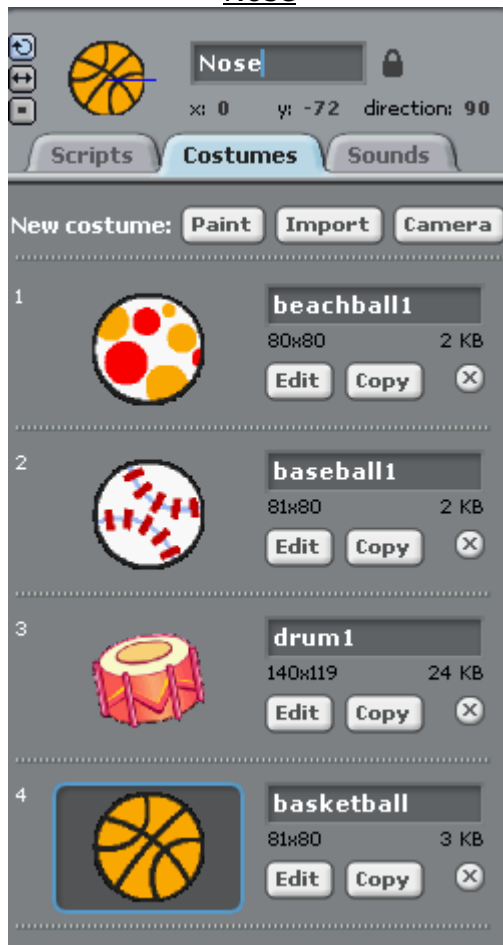 Nose
Nose
x: 0 y: -72 direction: 90
Scripts Costumes Sounds
New costume: Paint Import Camera
1
beachball1
80x80 2 KB
Edit Copy
2
baseball1
81x80 2 KB
Edit Copy
3
drum1
140x119 24 KB
Edit Copy
4
basketball
81x80 3 KB
Edit Copy